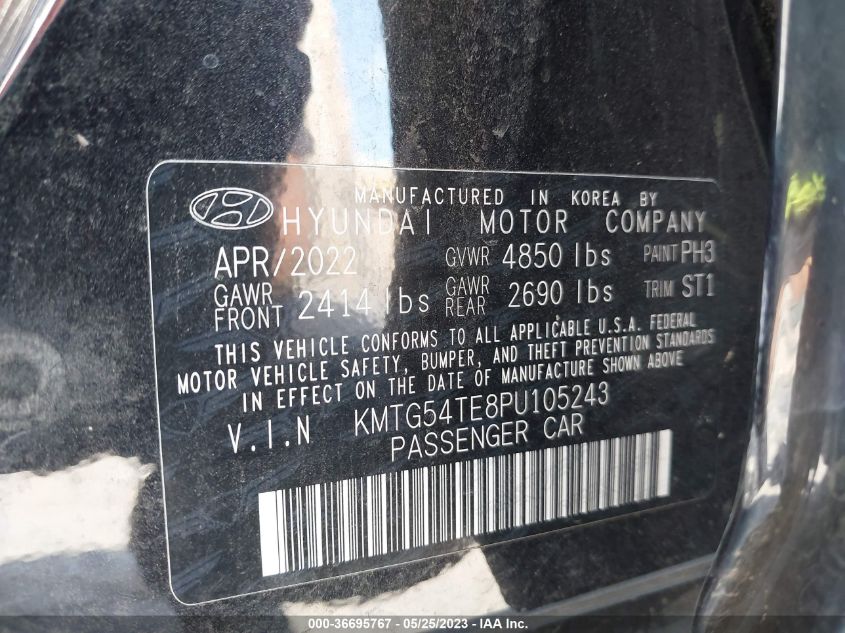 MANUFACTURED IN KOREA BY
HYUNDAI MOTOR COMPANY
APR/2022 GVWR 4850 lbs PAINT PH3
GAWR FRONT 2414 lbs GAWR REAR 2690 lbs TRIM ST1
THIS VEHICLE CONFORMS TO ALL APPLICABLE U.S.A. FEDERAL
MOTOR VEHICLE SAFETY, BUMPER, AND THEFT PREVENTION STANDARDS
IN EFFECT ON THE DATE OF MANUFACTURE SHOWN ABOVE
V.I.N KMTG54TE8PU105243
PASSENGER CAR
000-36695767 - 05/25/2023 - © IAA Inc.